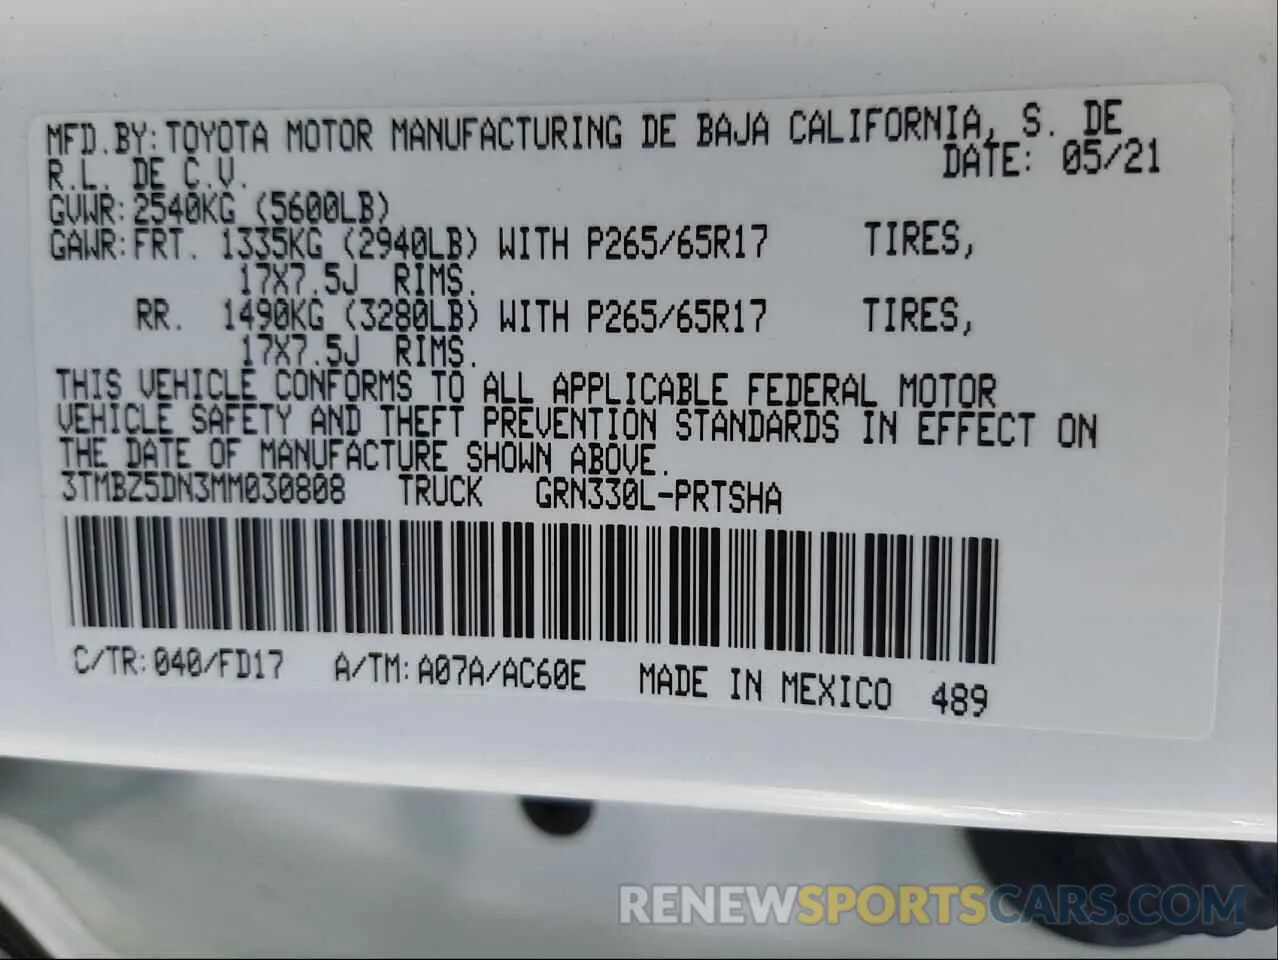 MFD.BY:TOYOTA MOTOR MANUFACTURING DE BAJA CALIFORNIA, S. DE
R.L. DE C.V.
DATE: 05/21
GVWR:2540KG (5600LB)
GAWR:FRT. 1335KG (2940LB) WITH P265/65R17 TIRES,
17X7.5J RIMS.
RR. 1490KG (3280LB) WITH P265/65R17 TIRES,
17X7.5J RIMS.
THIS VEHICLE CONFORMS TO ALL APPLICABLE FEDERAL MOTOR
VEHICLE SAFETY AND THEFT PREVENTION STANDARDS IN EFFECT ON
THE DATE OF MANUFACTURE SHOWN ABOVE.
3TMBZ5DN3MM030808 TRUCK GRN330L-PRTSHA
C/TR:040/FD17 A/TM:A07A/AC60E MADE IN MEXICO 489
RENEWSPORTSCARS.COM